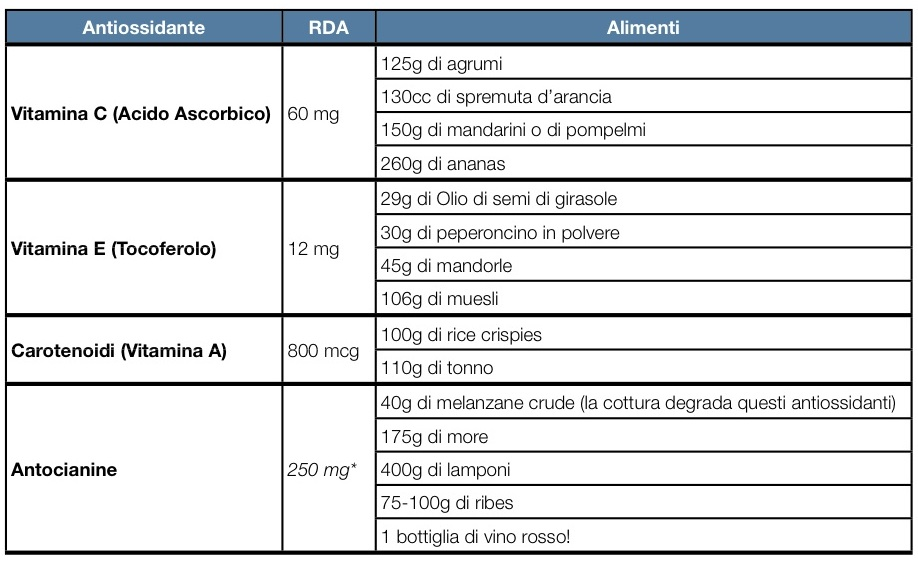 Antiossidante RDA Alimenti
Vitamina C (Acido Ascorbico) 60 mg
125g di agrumi
130cc di spremuta d'arancia
150g di mandarini o di pompelmi
260g di ananas
Vitamina E (Tocoferolo) 12 mg
29g di Olio di semi di girasole
30g di peperoncino in polvere
45g di mandorle
106g di muesli
Carotenoidi (Vitamina A) 800 mcg
100g di rice crispies
110g di tonno
Antocianine 250 mg*
40g di melanzane crude (la cottura degrada questi antiossidanti)
175g di more
400g di lamponi
75-100g di ribes
1 bottiglia di vino rosso!